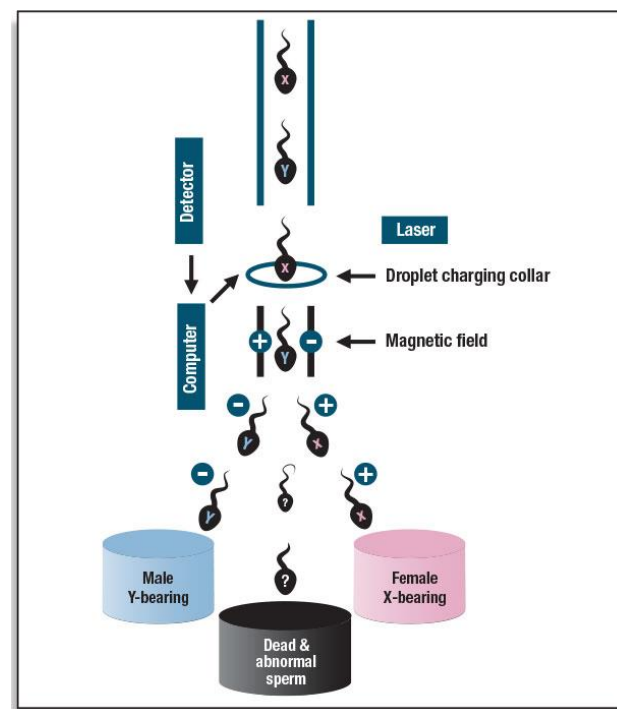 X
Y
Detector
Laser
X
Droplet charging collar
Computer
+
Y
-
Magnetic field
-
+
Y
X
-
+
?
Y
X
?
Male
Y-bearing
Female
X-bearing
Dead &
abnormal
sperm